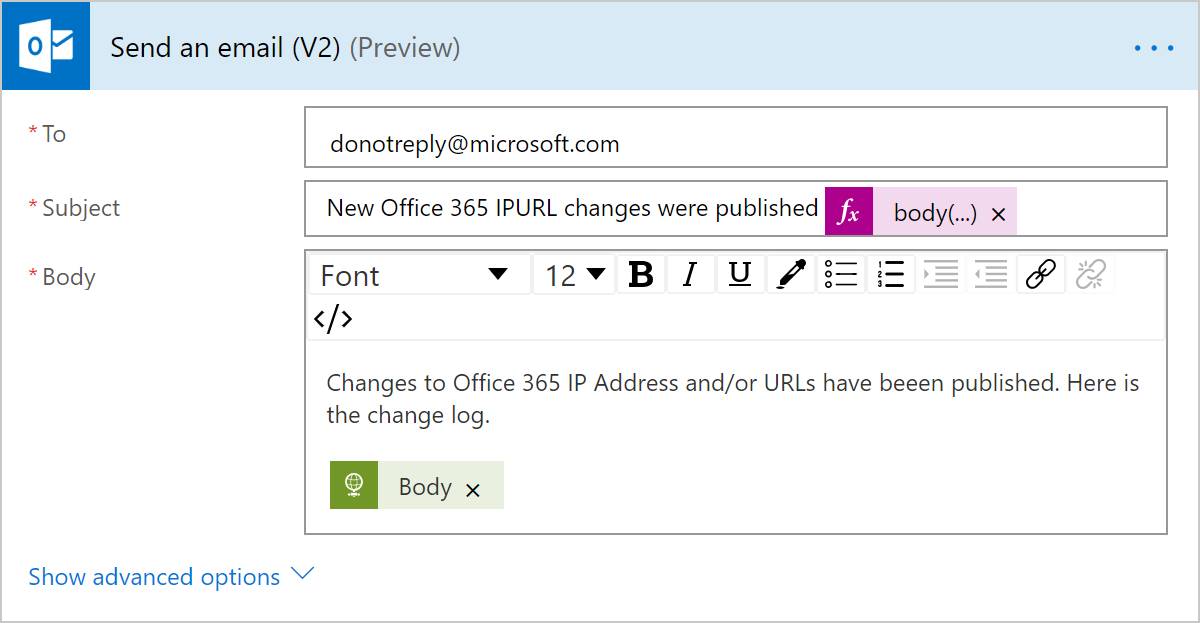 Send an email (V2) (Preview)
* To
donotreply@microsoft.com
* Subject
New Office 365 IPURL changes were published fx body(...) ×
* Body
Font 12 B I U
</>
Changes to Office 365 IP Address and/or URLs have beeen published. Here is
the change log.
Body ×
Show advanced options